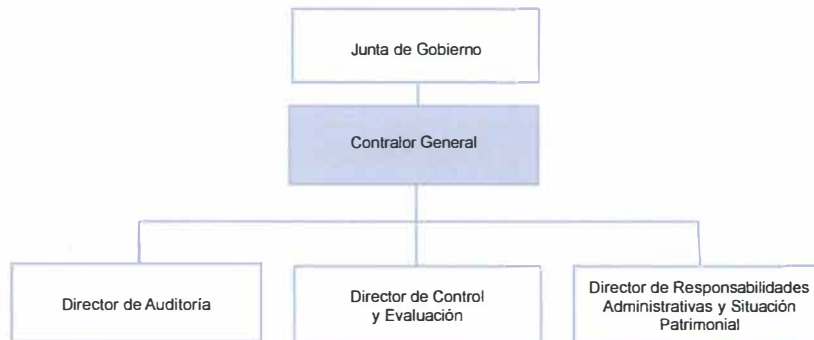 Junta de Gobierno
Contralor General
Director de Auditoría
Director de Control
y Evaluación
Director de Responsabilidades
Administrativas y Situación
Patrimonial